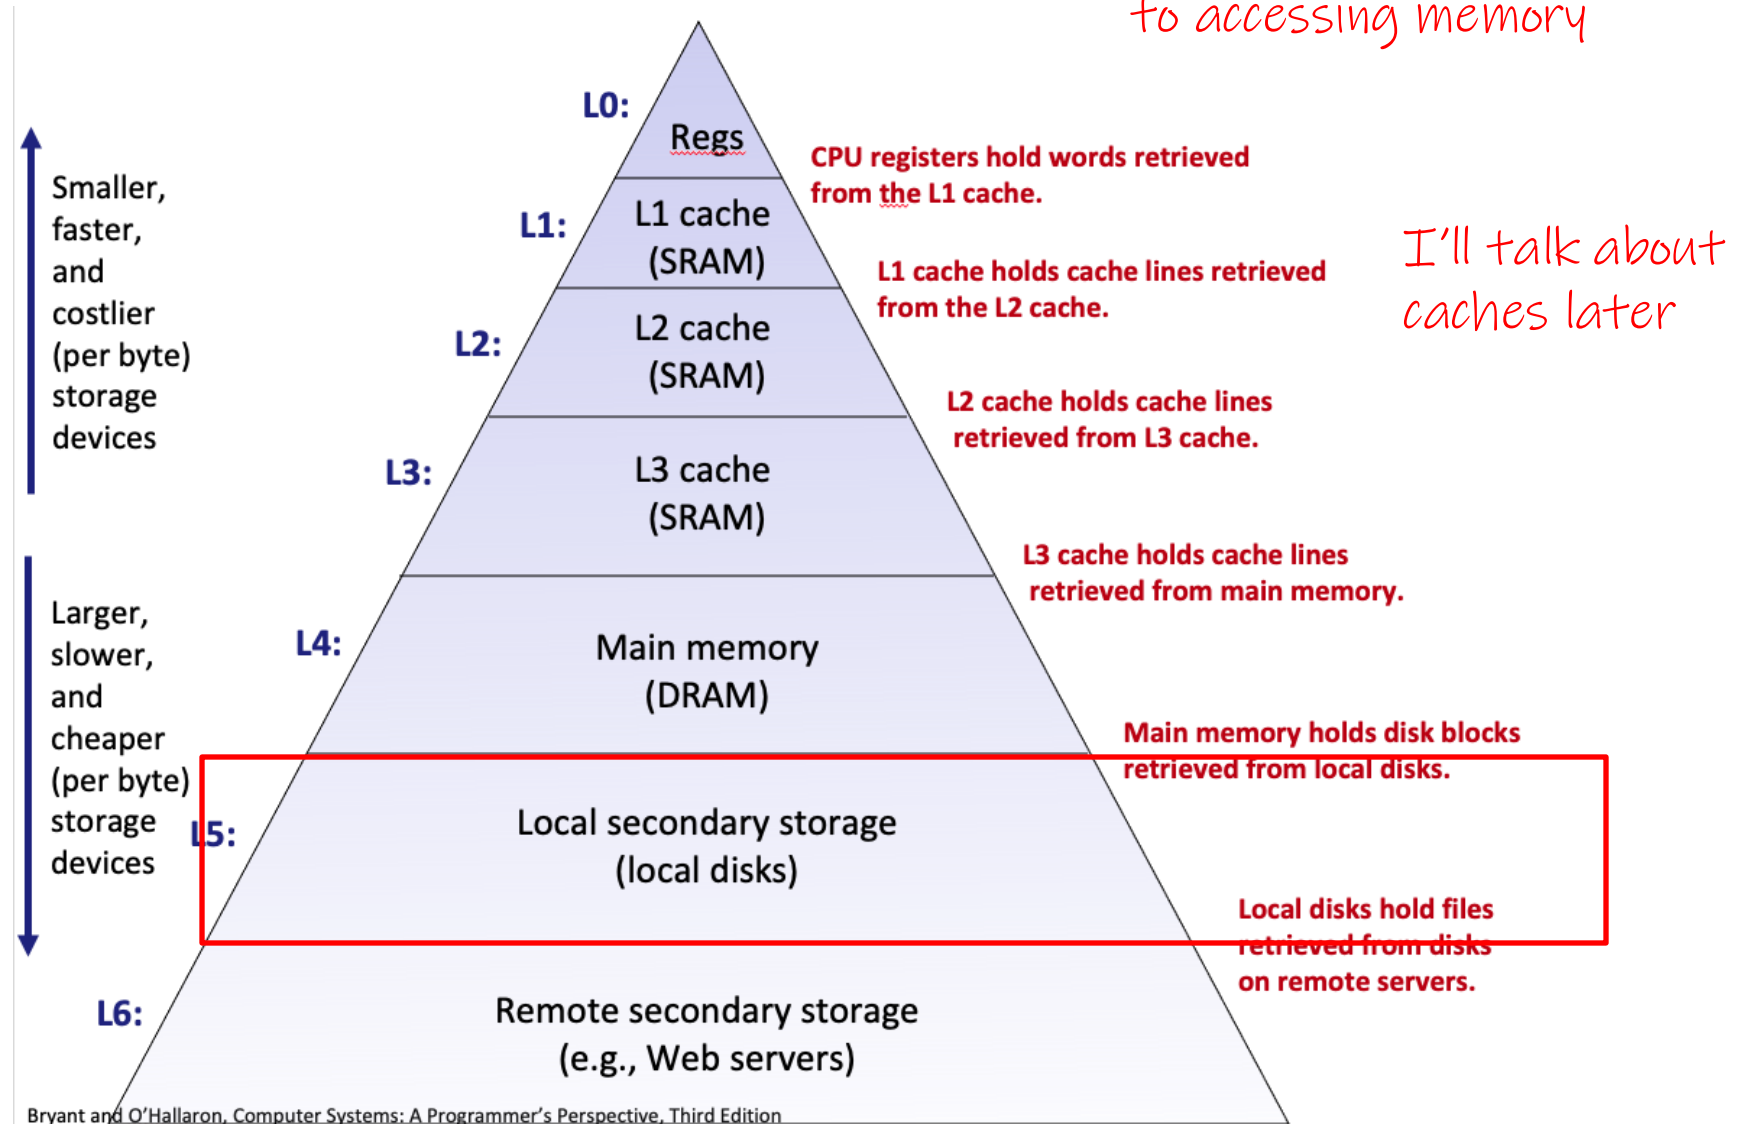 to accessing memory
L0:
Regs
CPU registers hold words retrieved
from the L1 cache.
Smaller,
faster,
and
costlier
(per byte)
storage
devices
L1:
L1 cache
(SRAM)
I'll talk about
caches later
L1 cache holds cache lines retrieved
from the L2 cache.
L2:
L2 cache
(SRAM)
L2 cache holds cache lines
retrieved from L3 cache.
L3:
L3 cache
(SRAM)
L3 cache holds cache lines
retrieved from main memory.
Larger,
slower,
and
cheaper
(per byte)
storage
devices
L4:
Main memory
(DRAM)
Main memory holds disk blocks
retrieved from local disks.
L5:
Local secondary storage
(local disks)
Local disks hold files
retrieved from disks
on remote servers.
L6:
Remote secondary storage
(e.g., Web servers)
Bryant and O'Hallaron, Computer Systems: A Programmer's Perspective, Third Edition